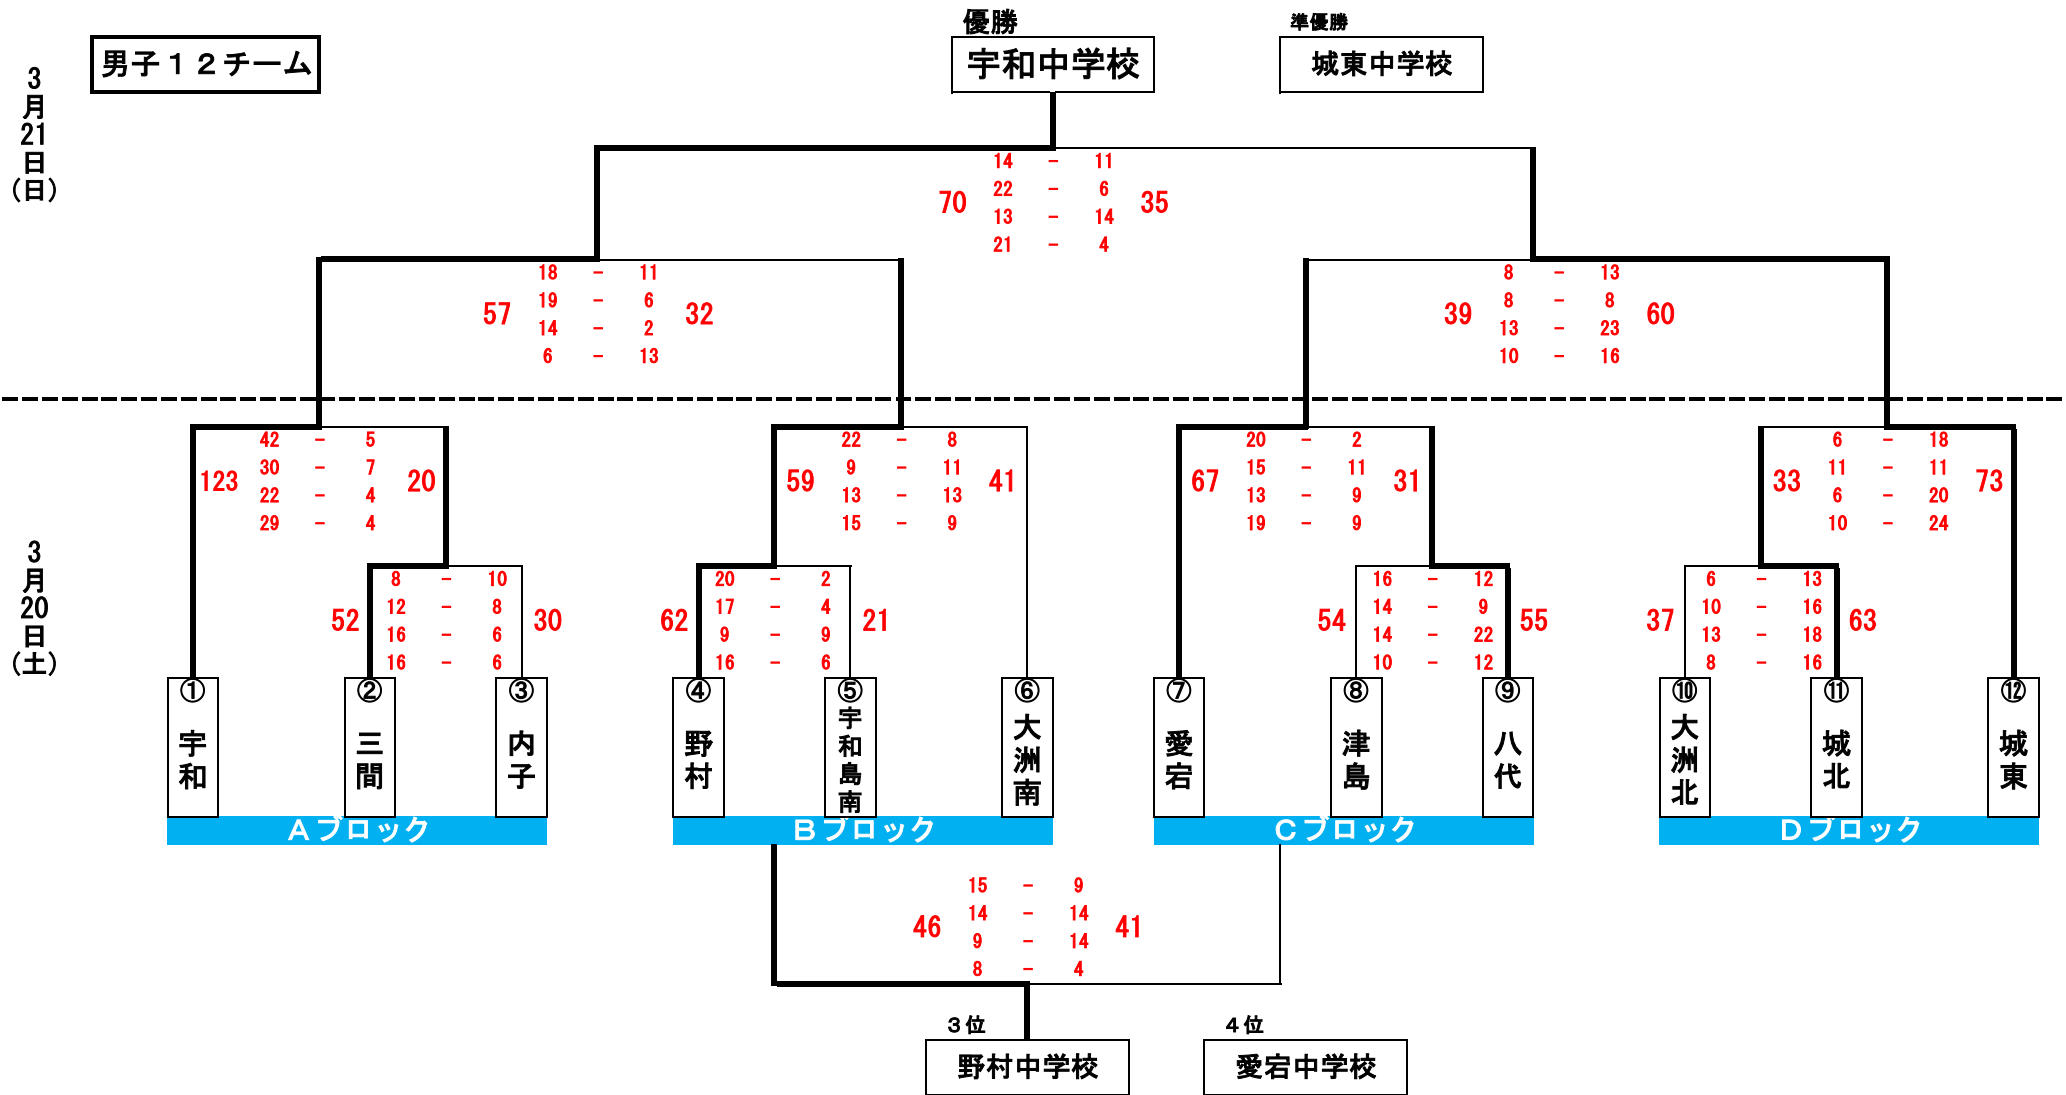 優勝
準優勝
男子１２チーム
宇和中学校
城東中学校
3月21日(日)
14 - 11
22 - 6
70 35
13 - 14
21 - 4
18 - 11
19 - 6
57 32
14 - 2
6 - 13
8 - 13
8 - 8
39 60
13 - 23
10 - 16
3月20日(土)
42 - 5
30 - 7
123 20
22 - 4
29 - 4
22 - 8
9 - 11
59 41
13 - 13
15 - 9
20 - 2
15 - 11
67 31
13 - 9
19 - 9
6 - 18
11 - 11
33 73
6 - 20
10 - 24
8 - 10
12 - 8
52 30
16 - 6
16 - 6
20 - 2
17 - 4
62 21
9 - 9
16 - 6
16 - 12
14 - 9
54 55
14 - 22
10 - 12
6 - 13
10 - 16
37 63
13 - 18
8 - 16
①宇和
②三間
③内子
④野村
⑤宇和島南
⑥大洲南
⑦愛宕
⑧津島
⑨八代
⑩大洲北
⑪城北
⑫城東
Ａブロック
Ｂブロック
Ｃブロック
Ｄブロック
15 - 9
14 - 14
46 41
9 - 14
8 - 4
３位
４位
野村中学校
愛宕中学校